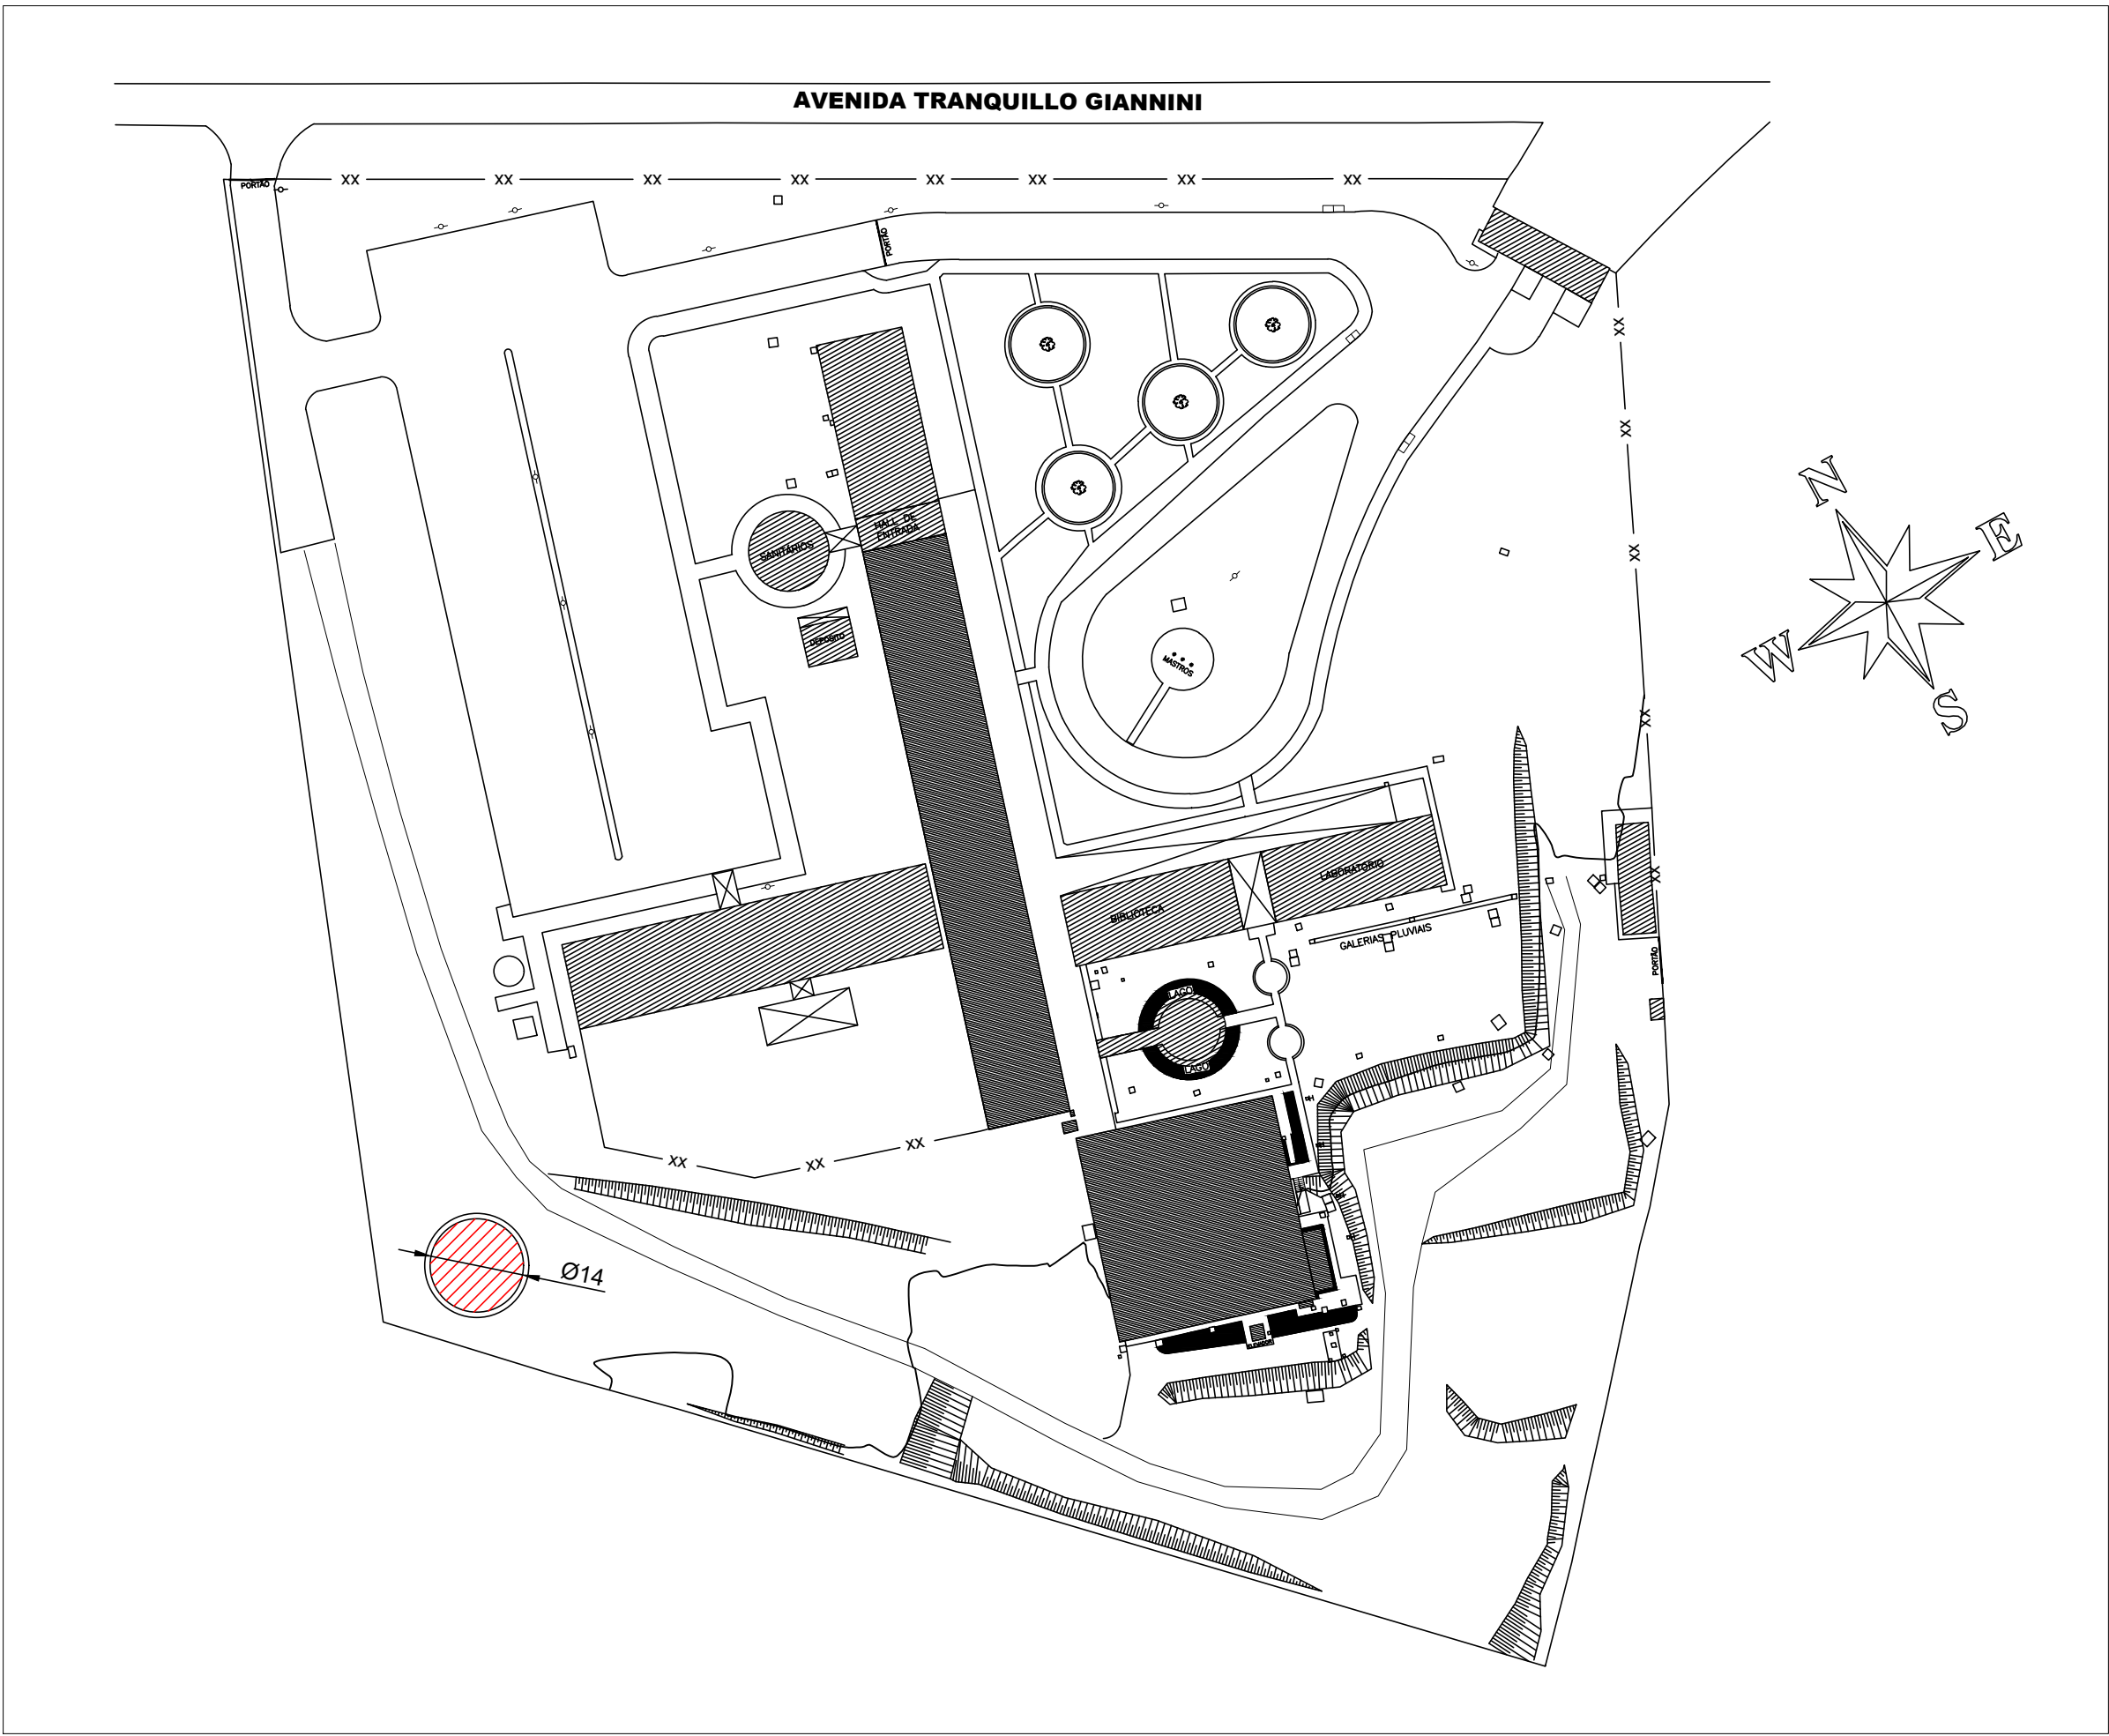 AVENIDA TRANQUILLO GIANNINI
PORTÃO
XX XX XX XX XX XX XX XX
PORTÃO
XX
XX
XX
XX
XX
N
E
W
S
HALL DE
ENTRADA
SANITÁRIOS
DEPÓSITO
MASTROS
LABORATÓRIO
BIBLIOTECA
GALERIAS PLUVIAIS
PORTÃO
LAGO
LAGO
XX XX XX
Ø14